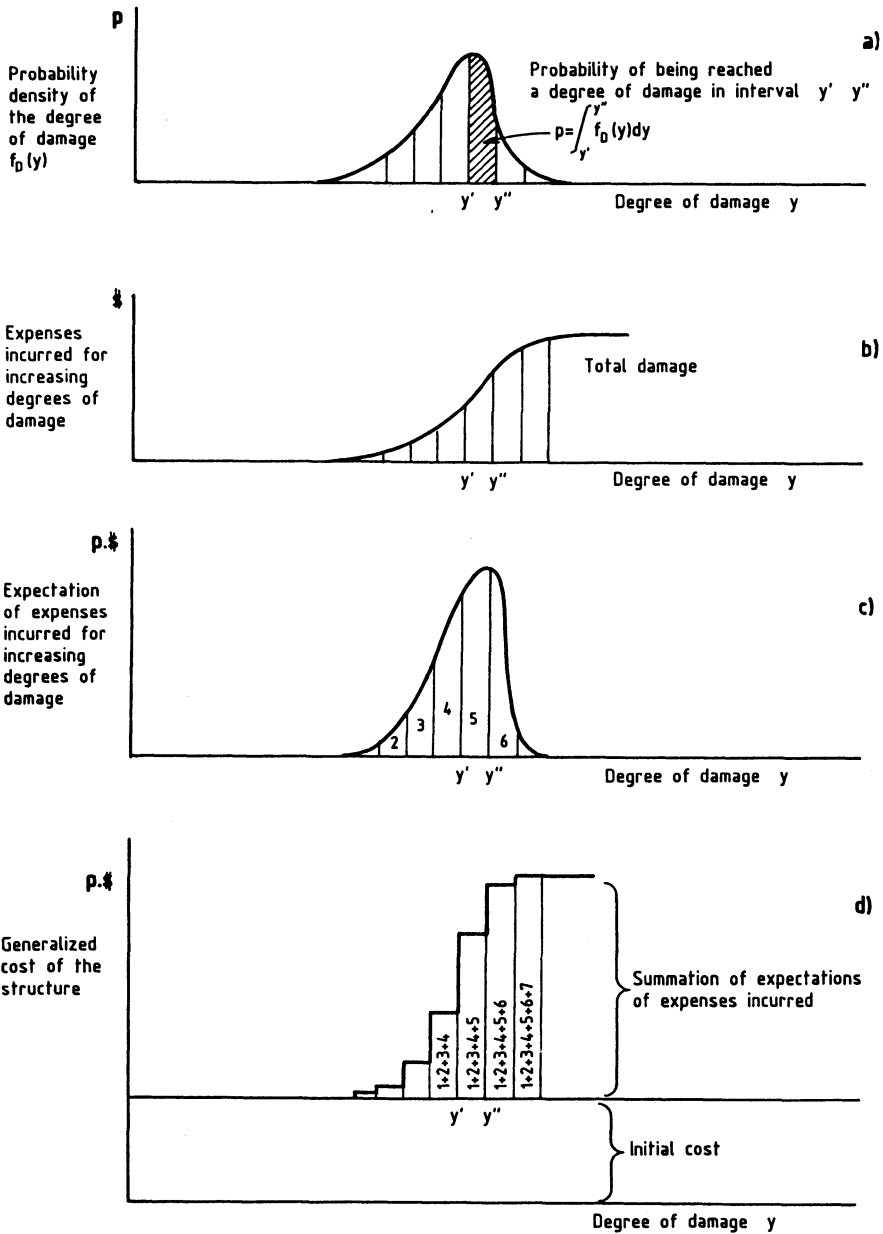 p
a)
Probability
density of
the degree
of damage
f_D(y)
Probability of being reached
a degree of damage in interval y' y"
p=∫_{y'}^{y"} f_D(y)dy
y' y"
Degree of damage y
$
b)
Expenses
incurred for
increasing
degrees of
damage
Total damage
y' y"
Degree of damage y
p.$
c)
Expectation
of expenses
incurred for
increasing
degrees of
damage
2
3
4
5
6
y' y"
Degree of damage y
p.$
d)
Generalized
cost of the
structure
1+2+3+4
1+2+3+4+5
1+2+3+4+5+6
1+2+3+4+5+6+7
Summation of expectations
of expenses incurred
y' y"
Initial cost
Degree of damage y